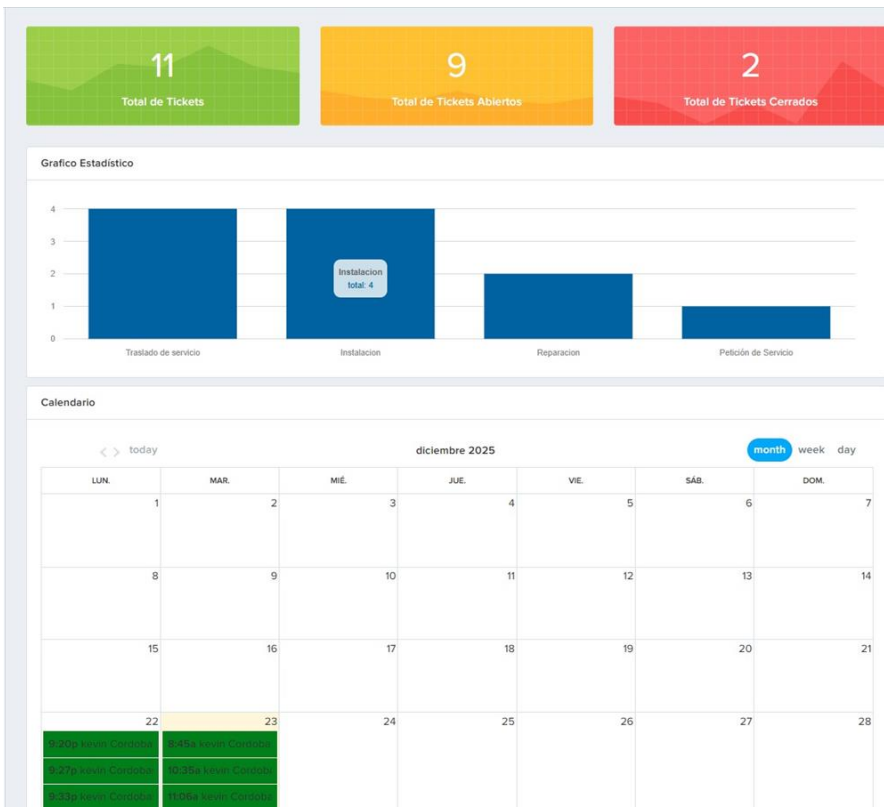 11
Total de Tickets
9
Total de Tickets Abiertos
2
Total de Tickets Cerrados
Grafico Estadístico
4
3
2
1
0
Instalacion
total: 4
Traslado de servicio
Instalacion
Reparacion
Petición de Servicio
Calendario
< > today
diciembre 2025
month week day
LUN. MAR. MIÉ. JUE. VIE. SÁB. DOM.
1 2 3 4 5 6 7
8 9 10 11 12 13 14
15 16 17 18 19 20 21
22 23 24 25 26 27 28
9:20p kevin Cordoba 8:45a kevin Cordoba
9:27p kevin Cordoba 10:35a kevin Cordoba
9:33p kevin Cordoba 11:06a kevin Cordoba